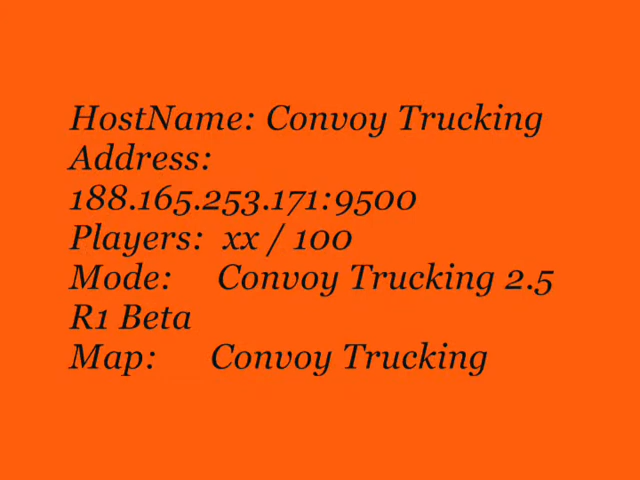 HostName: Convoy Trucking
Address:
188.165.253.171:9500
Players:  xx / 100
Mode:    Convoy Trucking 2.5
R1 Beta
Map:     Convoy Trucking